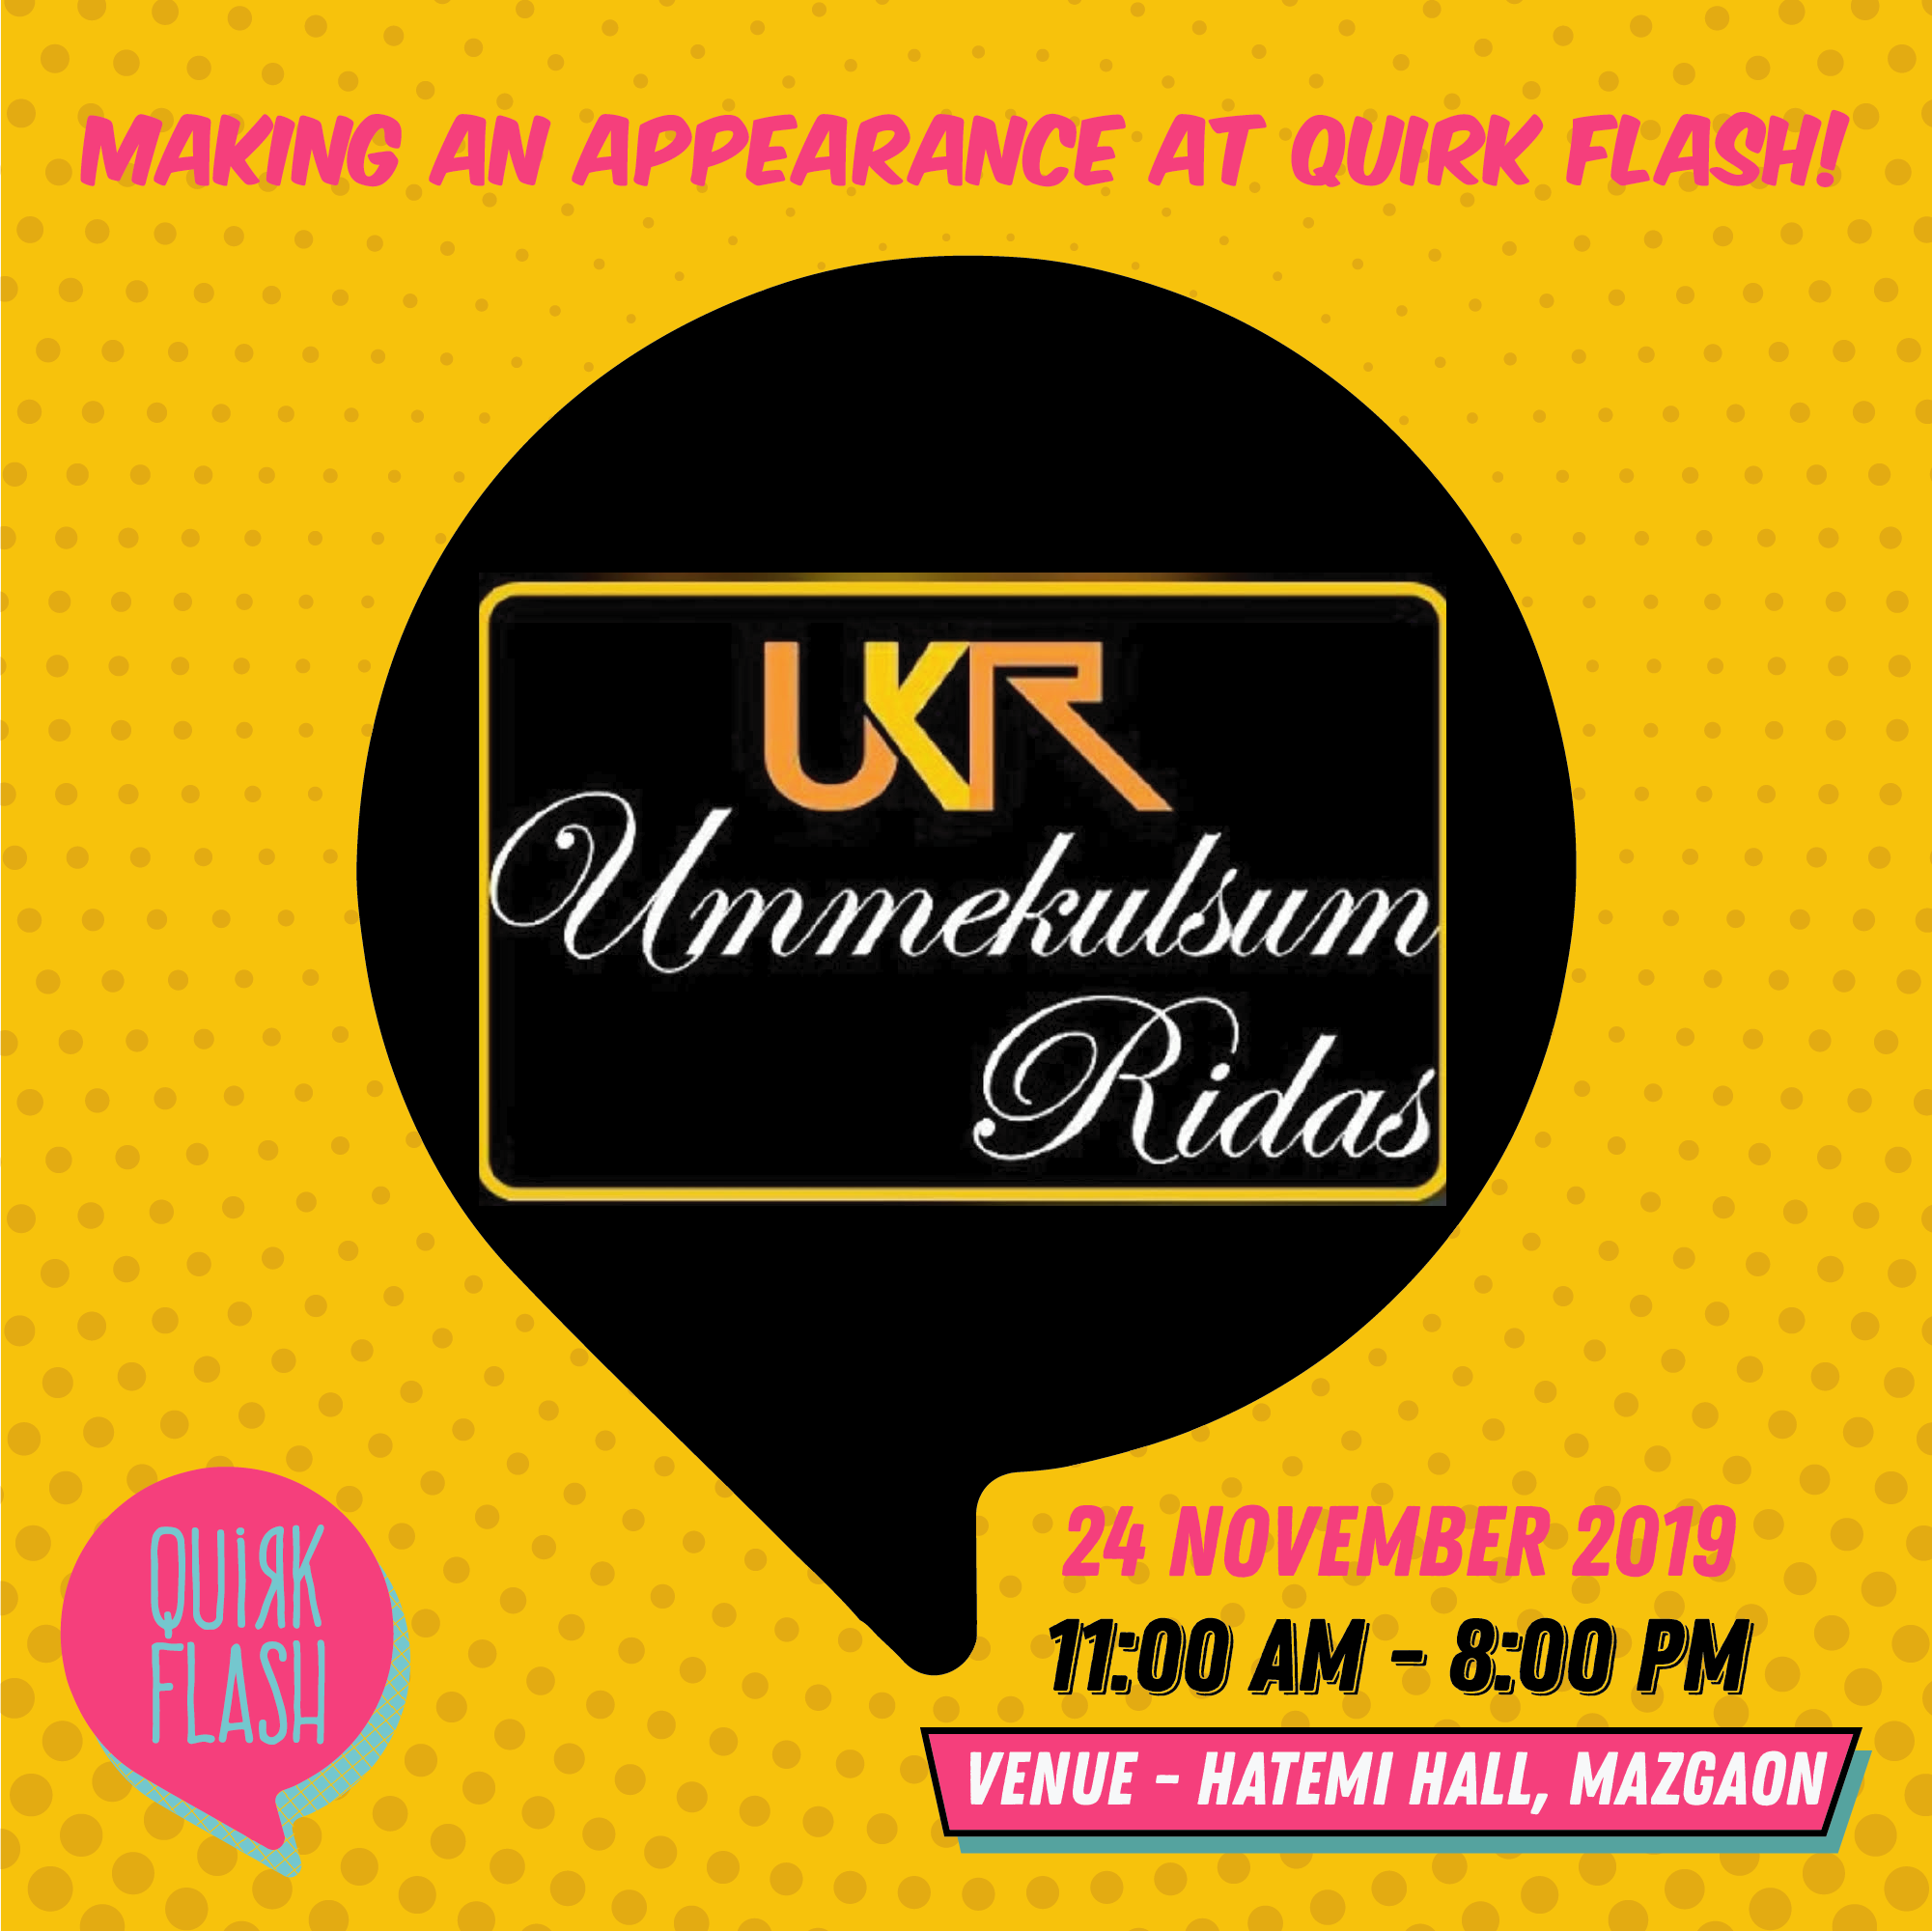 MAKING AN APPEARANCE AT QUIRK FLASH!
UKR
Ummekulsum
Ridas
24 NOVEMBER 2019
11:00 AM - 8:00 PM
VENUE - HATEMI HALL, MAZGAON
QUiRK
FLASH